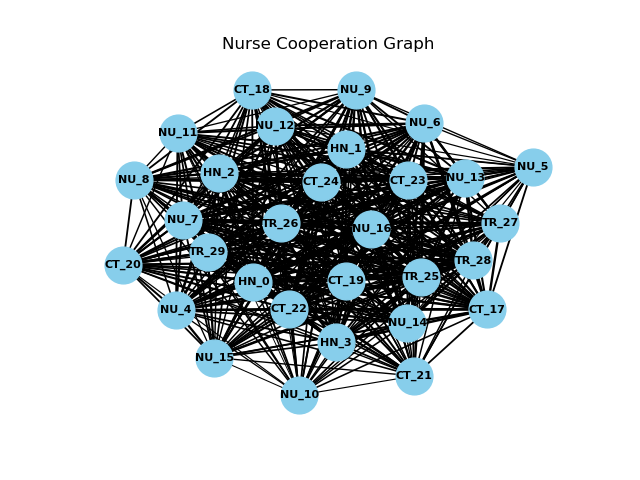 Nurse Cooperation Graph
CT_18
NU_9
NU_6
NU_12
NU_11
HN_1
NU_5
HN_2
NU_8
CT_24
CT_23
NU_13
NU_7
TR_26
NU_16
TR_27
TR_29
TR_28
CT_20
HN_0
CT_19
TR_25
NU_4
CT_22
CT_17
NU_14
HN_3
NU_15
CT_21
NU_10